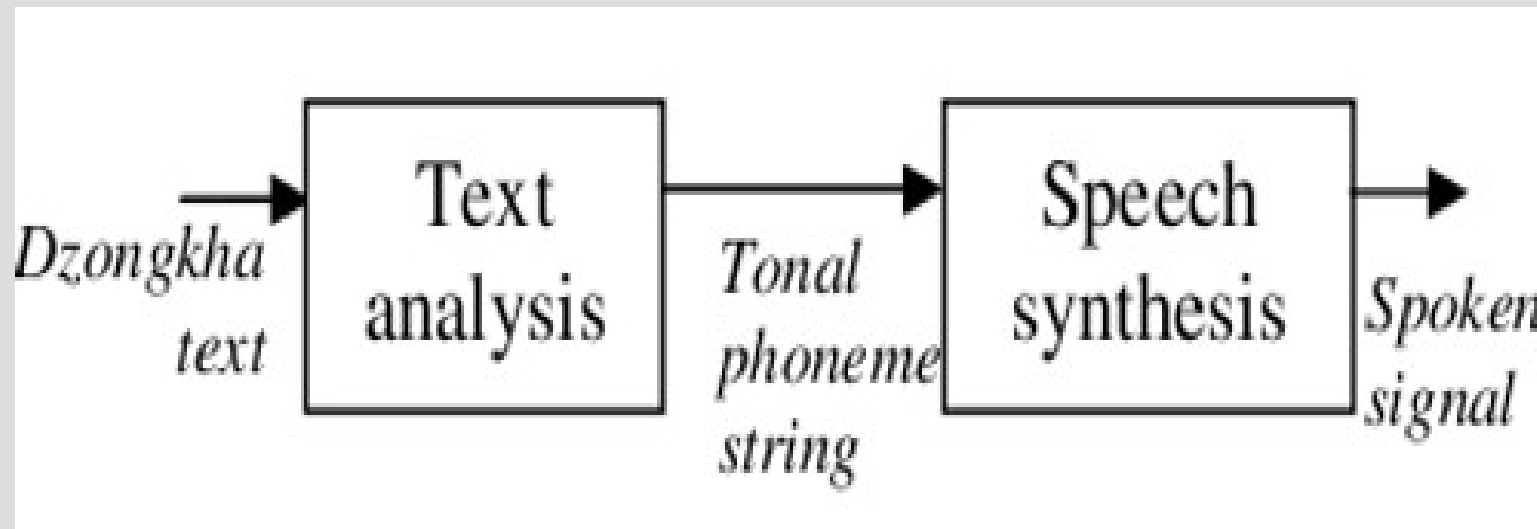 Dzongkha
text
Text
analysis
Tonal
phoneme
string
Speech
synthesis
Spoken
signal